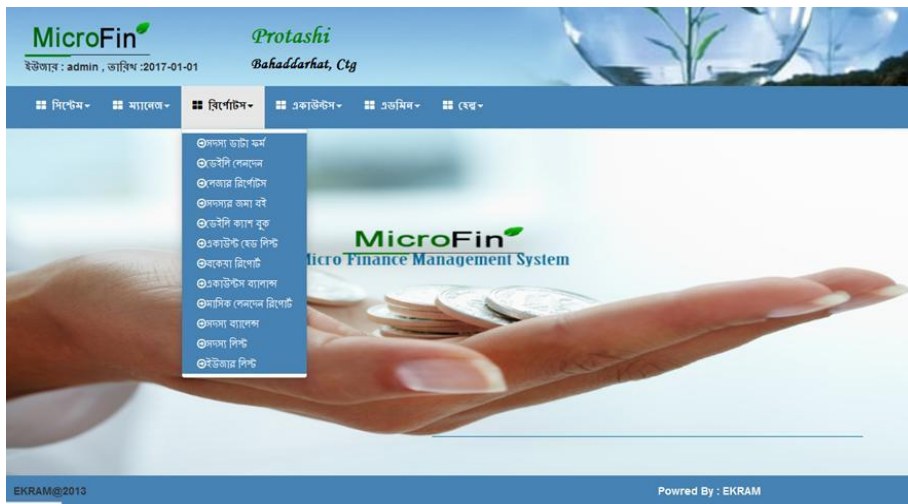 MicroFin
Protashi
ইউজার : admin , তারিখ :2017-01-01
Bahaddarhat, Ctg
সিস্টেম
ম্যানেজ
রিপোর্টস
একাউন্টস
এডমিন
হেল্প
সদস্য ডাটা ফর্ম
ডেইলি লেনদেন
লেজার রিপোর্টস
সদস্যর জমা বই
ডেইলি ক্যাশ বুক
একাউন্ট হেড লিস্ট
বকেয়া রিপোর্ট
একাউন্টস ব্যালান্স
মাসিক লেনদেন রিপোর্ট
সদস্য ব্যালেন্স
সদস্য লিস্ট
ইউজার লিস্ট
MicroFin
icro Finance Management System
EKRAM@2013
Powred By : EKRAM